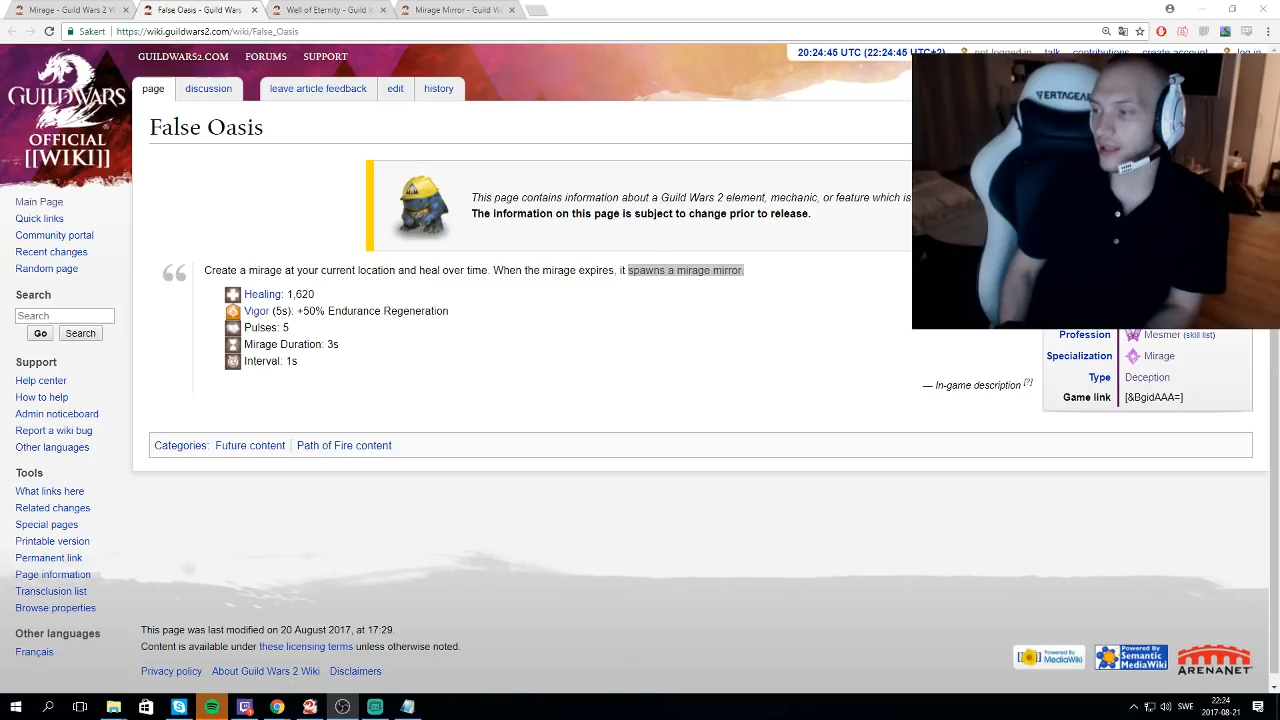 Mirage - Guild Wars 2 W
False Oasis - Guild Wars
Well of Eternity - Guild W
Mirage Mirror - Guild Wa
Säkert
https://wiki.guildwars2.com/wiki/False_Oasis
GUILDWARS2.COM FORUMS SUPPORT
20:24:45 UTC (22:24:45 UTC+2) not logged in talk contributions create account log in
page discussion leave article feedback edit history
GUILD WARS
OFFICIAL
[[WIKI]]
False Oasis
This page contains information about a Guild Wars 2 element, mechanic, or feature which is
The information on this page is subject to change prior to release.
Create a mirage at your current location and heal over time. When the mirage expires, it spawns a mirage mirror.
Healing: 1,620
Vigor (5s): +50% Endurance Regeneration
Pulses: 5
Mirage Duration: 3s
Interval: 1s
— In-game description [?]
VERTAGEAR
Profession Mesmer (skill list)
Specialization Mirage
Type Deception
Game link [&BgidAAA=]
Categories: Future content | Path of Fire content
Main Page
Quick links
Community portal
Recent changes
Random page
Search
Search
Go Search
Support
Help center
How to help
Admin noticeboard
Report a wiki bug
Other languages
Tools
What links here
Related changes
Special pages
Printable version
Permanent link
Page information
Transclusion list
Browse properties
Other languages
Français
This page was last modified on 20 August 2017, at 17:29.
Content is available under these licensing terms unless otherwise noted.
Privacy policy About Guild Wars 2 Wiki Disclaimers
Powered By
MediaWiki
Powered By
Semantic
MediaWiki
ARENANET
SWE
22:24
2017-08-21